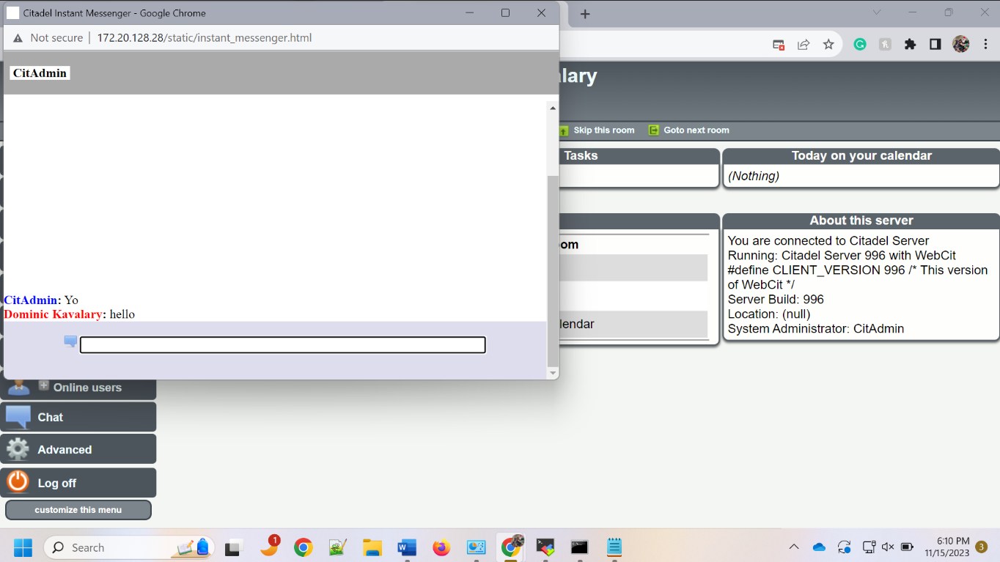 Citadel Instant Messenger - Google Chrome
Not secure | 172.20.128.28/static/instant_messenger.html
CitAdmin
CitAdmin: Yo
Dominic Kavalary: hello
lary
Skip this room
Goto next room
Tasks
Today on your calendar
(Nothing)
om
lendar
About this server
You are connected to Citadel Server
Running: Citadel Server 996 with WebCit
#define CLIENT_VERSION 996 /* This version
of WebCit */
Server Build: 996
Location: (null)
System Administrator: CitAdmin
Online users
Chat
Advanced
Log off
customize this menu
Search
1
6:10 PM
11/15/2023
3